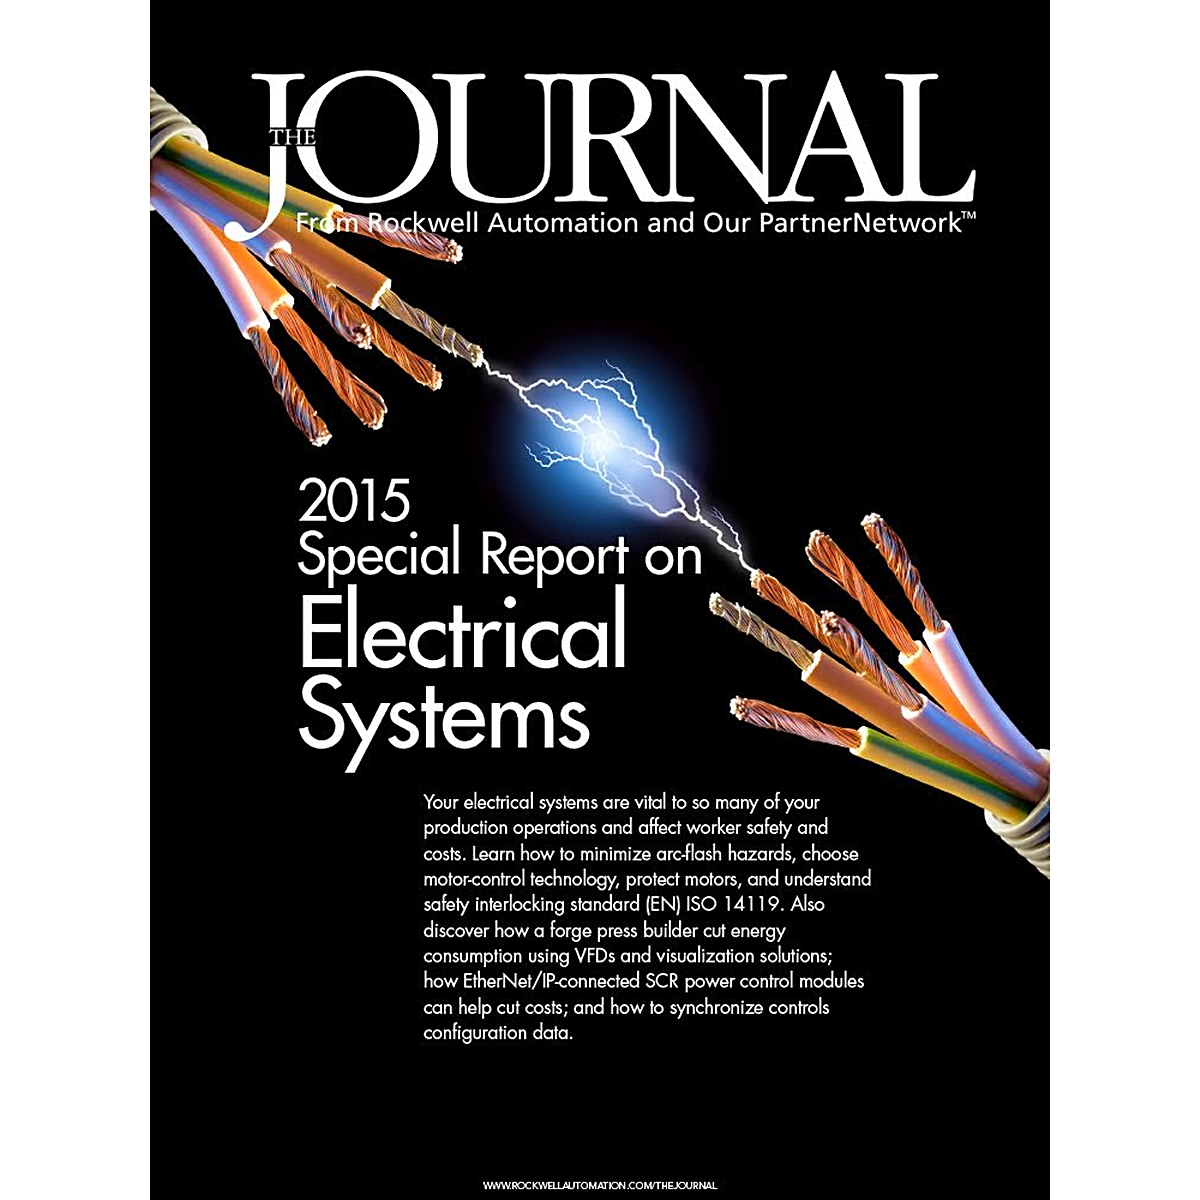 THE JOURNAL
From Rockwell Automation and Our PartnerNetwork™
2015
Special Report on
Electrical
Systems
Your electrical systems are vital to so many of your
production operations and affect worker safety and
costs. Learn how to minimize arc-flash hazards, choose
motor-control technology, protect motors, and understand
safety interlocking standard (EN) ISO 14119. Also
discover how a forge press builder cut energy
consumption using VFDs and visualization solutions;
how EtherNet/IP-connected SCR power control modules
can help cut costs; and how to synchronize controls
configuration data.
WWW.ROCKWELLAUTOMATION.COM/THEJOURNAL